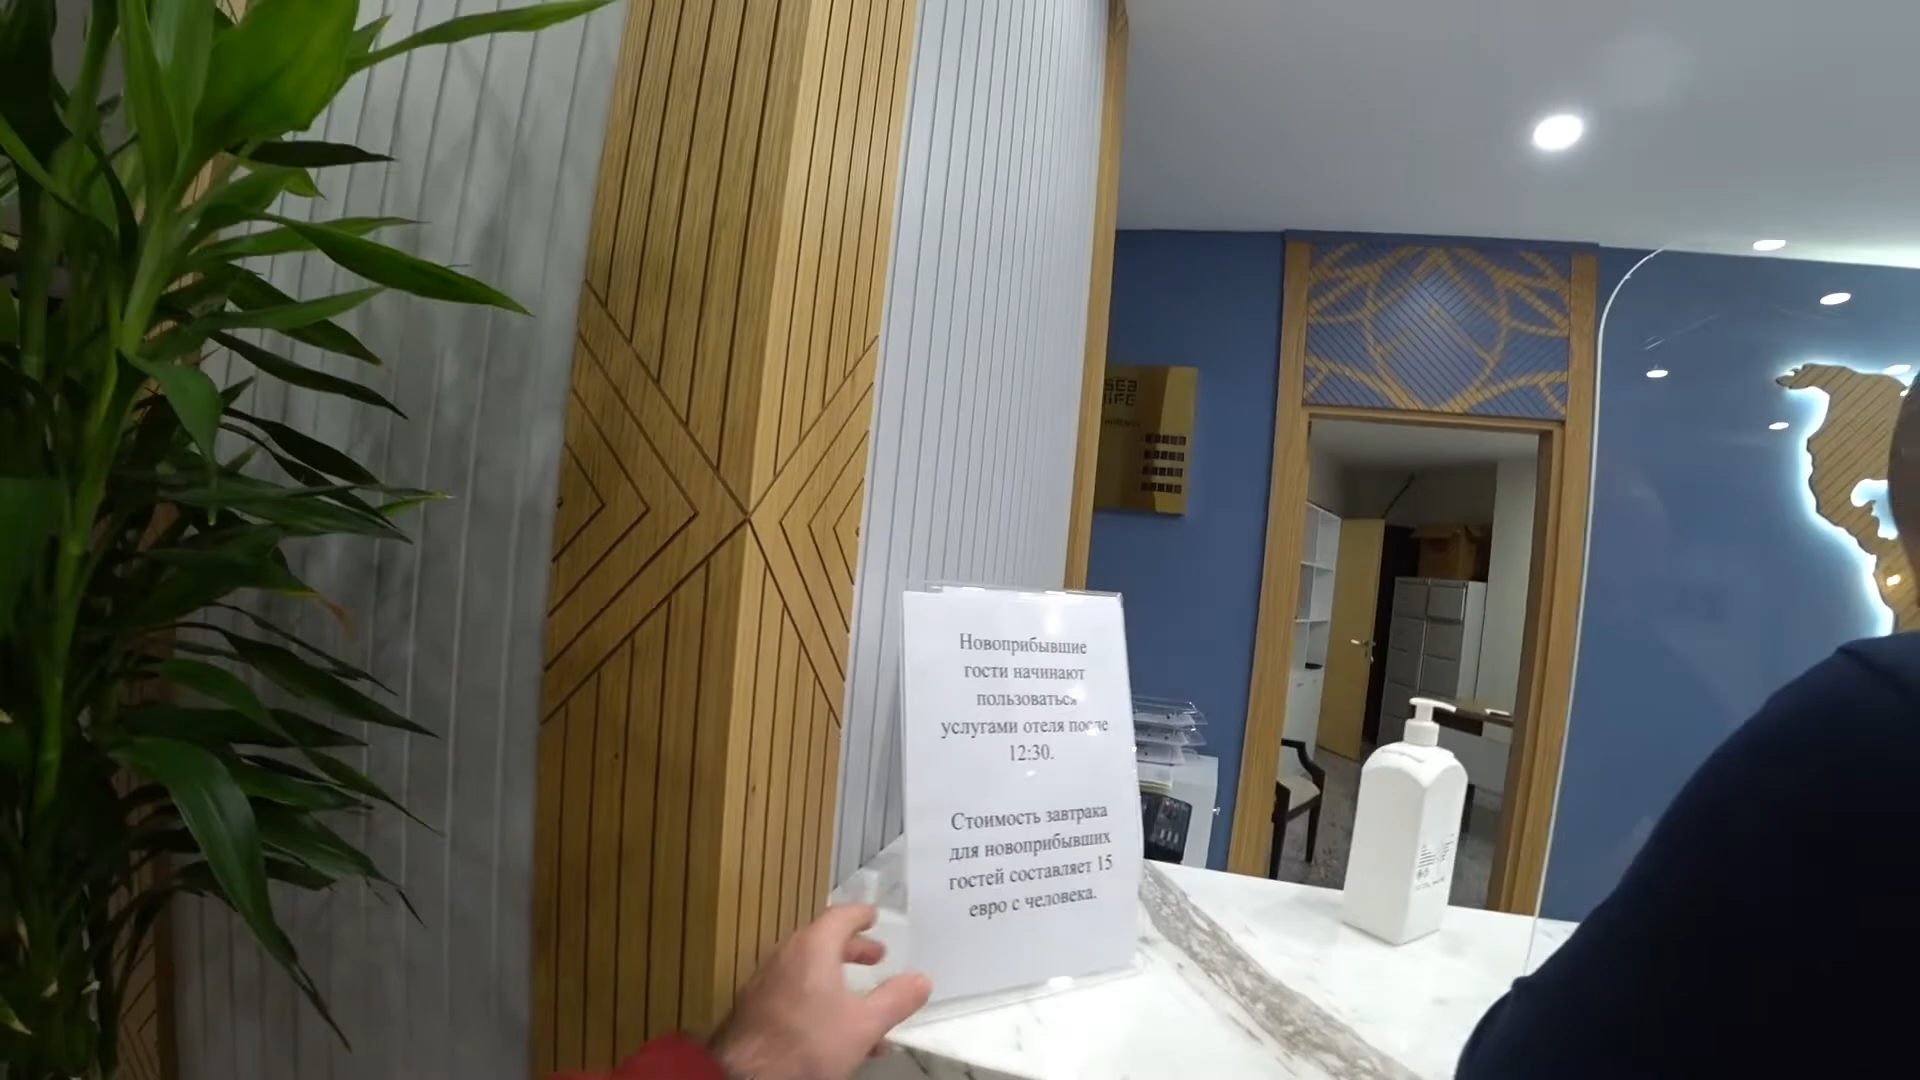 sea
life
Новоприбывшие
гости начинают
пользоваться
услугами отеля после
12:30.
Стоимость завтрака
для новоприбывших
гостей составляет 15
евро с человека.